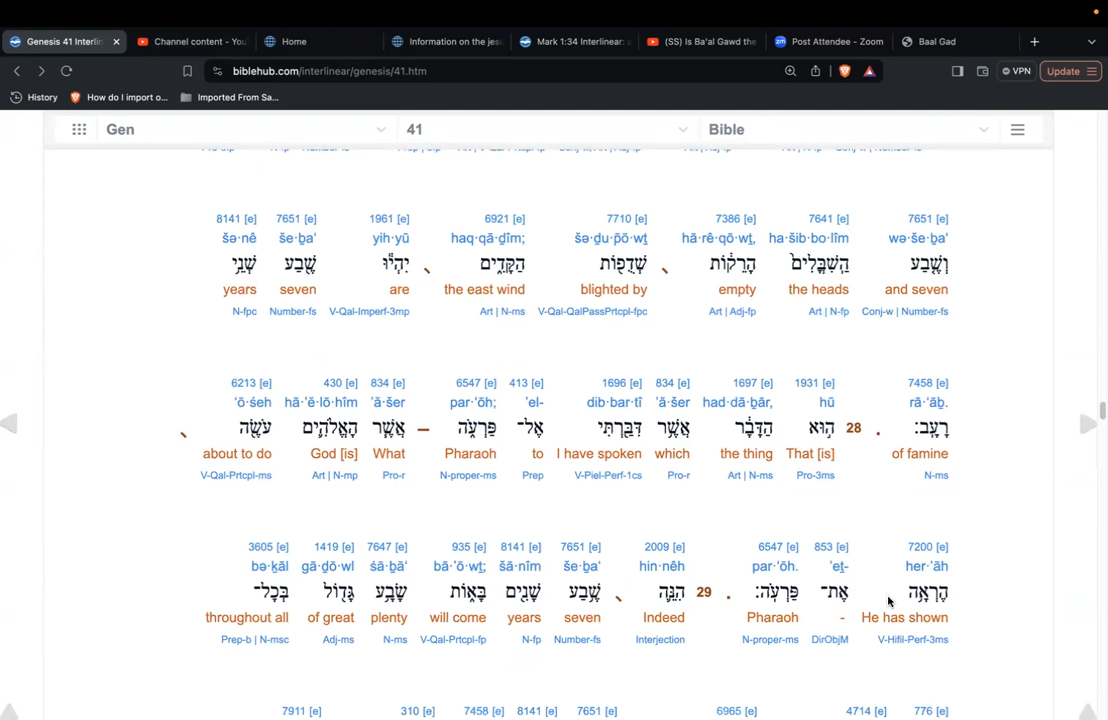 Genesis 41 Interlin
Channel content - You
Home
Information on the jes
Mark 1:34 Interlinear:
(SS) Is Ba'al Gawd the
Post Attendee - Zoom
Baal Gad
biblehub.com/interlinear/genesis/41.htm
VPN
Update
History
How do I import o...
Imported From Sa...
Gen
41
Bible
8141 [e] 7651 [e] 1961 [e] 6921 [e] 7710 [e] 7386 [e] 7641 [e] 7651 [e]
šə·nê še·ḇa‘ yih·yū haq·qā·ḏîm; šə·ḏu·p̄ō·wṯ hā·rê·qō·wṯ, ha·šib·bo·lîm wə·še·ḇa‘
וְשֶׁ֤בַע הַֽשִׁבֳּלִים֙ הָרֵק֔וֹת שְׁדֻפ֖וֹת הַקָּדִ֑ים יִהְי֕וּ שֶׁ֖בַע שְׁנֵ֥י
years seven are the east wind blighted by empty the heads and seven
N-fpc Number-fs V-Qal-Imperf-3mp Art | N-ms V-Qal-QalPassPrtcpl-fpc Art | Adj-fp Art | N-fp Conj-w | Number-fs
6213 [e] 430 [e] 834 [e] 6547 [e] 413 [e] 1696 [e] 834 [e] 1697 [e] 1931 [e] 7458 [e]
‘ō·śeh hā·’ĕ·lō·hîm ’ă·šer par·‘ōh; ’el- dib·bar·tî ’ă·šer had·dā·ḇār, hū rā·‘āḇ.
רָעָֽב׃ . 28 ה֣וּא הַדָּבָ֔ר אֲשֶׁ֥ר דִּבַּ֖רְתִּי אֶל־ פַּרְעֹ֑ה – אֲשֶׁ֧ר הָאֱלֹהִ֛ים עֹשֶׂ֖ה ,
about to do God [is] What Pharaoh to I have spoken which the thing That [is] of famine
V-Qal-Prtcpl-ms Art | N-mp Pro-r N-proper-ms Prep V-Piel-Perf-1cs Pro-r Art | N-ms Pro-3ms N-ms
3605 [e] 1419 [e] 7647 [e] 935 [e] 8141 [e] 7651 [e] 2009 [e] 6547 [e] 853 [e] 7200 [e]
bə·ḵāl gā·ḏō·wl śā·ḇā‘ bā·’ō·wṯ; šā·nîm še·ḇa‘ hin·nêh par·‘ōh. ’eṯ- her·’āh
הֶרְאָ֥ה אֶת־ פַּרְעֹֽה׃ . 29 הִנֵּ֛ה , שֶׁ֥בַע שָׁנִ֖ים בָּא֑וֹת שָׂבָ֥ע גָּד֖וֹל בְּכָל־
throughout all of great plenty will come years seven Indeed Pharaoh - He has shown
Prep-b | N-msc Adj-ms N-ms V-Qal-Prtcpl-fp N-fp Number-fs Interjection N-proper-ms DirObjM V-Hifil-Perf-3ms
7911 [e] 310 [e] 7458 [e] 8141 [e] 7651 [e] 6965 [e] 4714 [e] 776 [e]